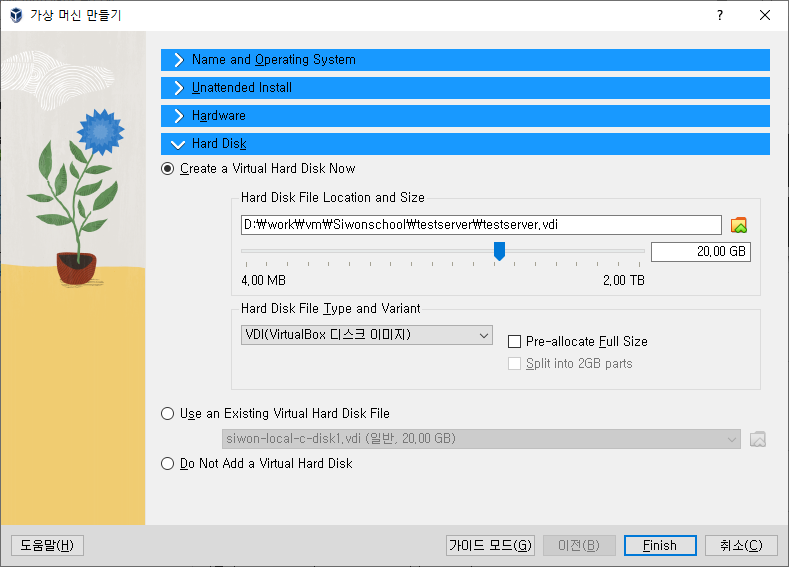 가상 머신 만들기
Name and Operating System
Unattended Install
Hardware
Hard Disk
Create a Virtual Hard Disk Now
Hard Disk File Location and Size
D:₩work₩vm₩Siwonschool₩testserver₩testserver.vdi
20.00 GB
4.00 MB 2.00 TB
Hard Disk File Type and Variant
VDI(VirtualBox 디스크 이미지)
Pre-allocate Full Size
Split into 2GB parts
Use an Existing Virtual Hard Disk File
siwon-local-c-disk1.vdi (일반, 20.00 GB)
Do Not Add a Virtual Hard Disk
도움말(H) 가이드 모드(G) 이전(B) Finish 취소(C)